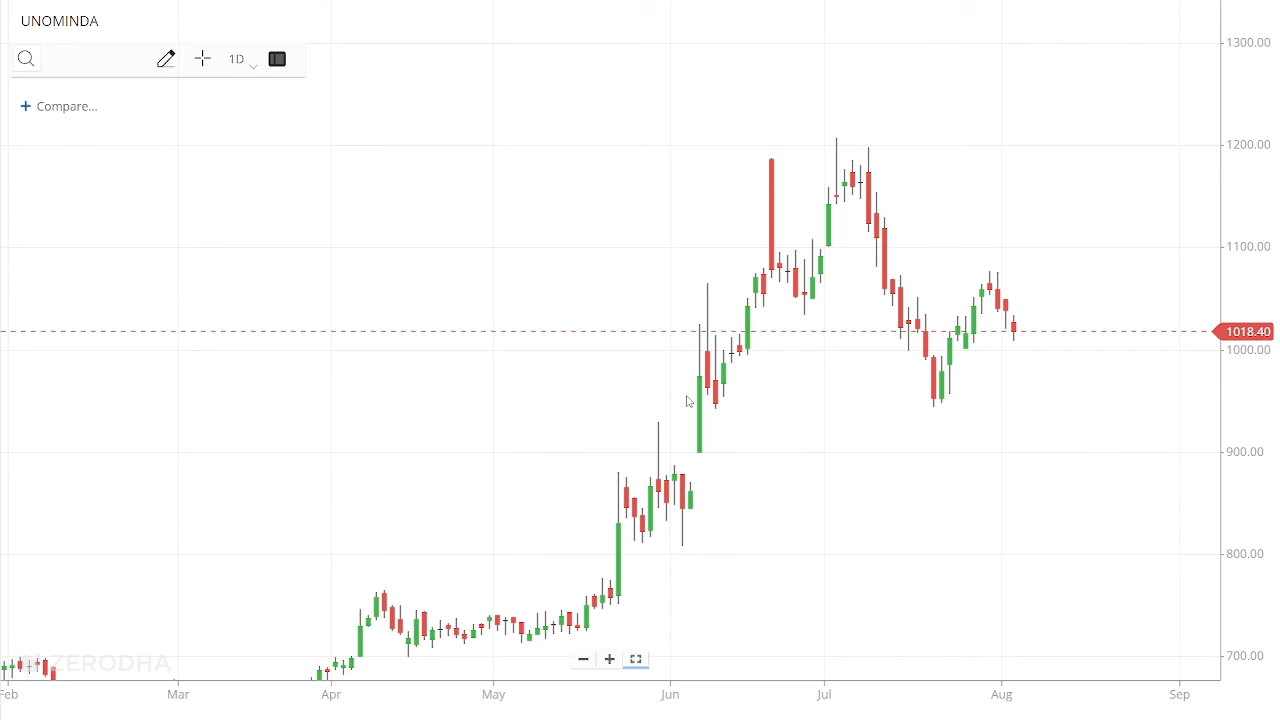 UNOMINDA
1D
+ Compare...
1300.00
1200.00
1100.00
1018.40
1000.00
900.00
800.00
700.00
ZERODHA
Feb Mar Apr May Jun Jul Aug Sep